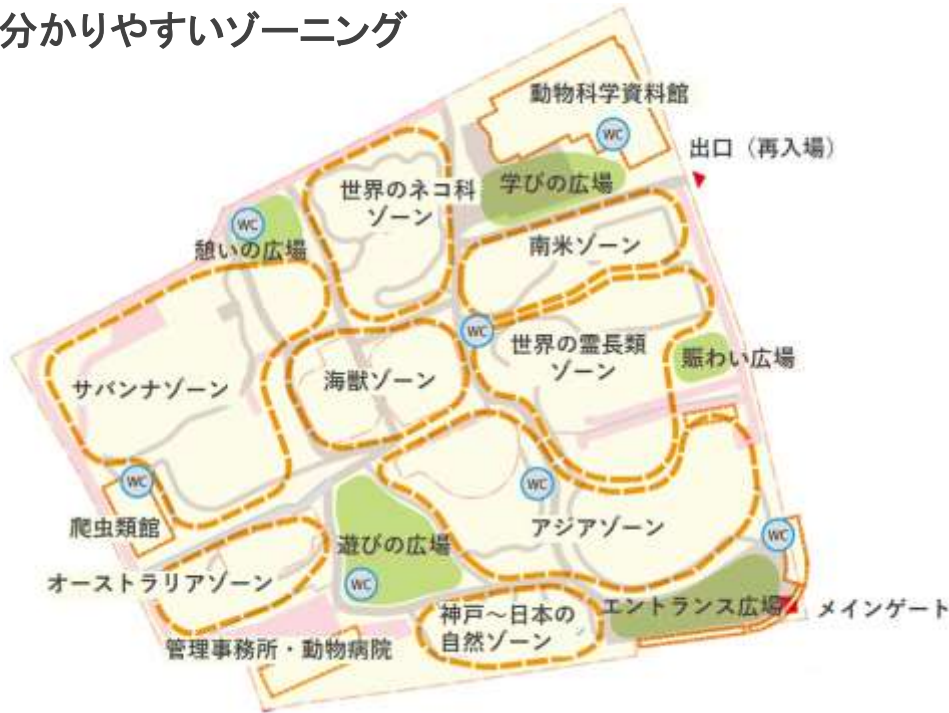 分かりやすいゾーニング
動物科学資料館
WC
出口（再入場）
世界のネコ科
ゾーン
学びの広場
WC
憩いの広場
南米ゾーン
WC
世界の霊長類
ゾーン
賑わい広場
サバンナゾーン
海獣ゾーン
WC
WC
爬虫類館
アジアゾーン
WC
遊びの広場
オーストラリアゾーン
WC
神戸～日本の
自然ゾーン
エントランス広場
メインゲート
管理事務所・動物病院